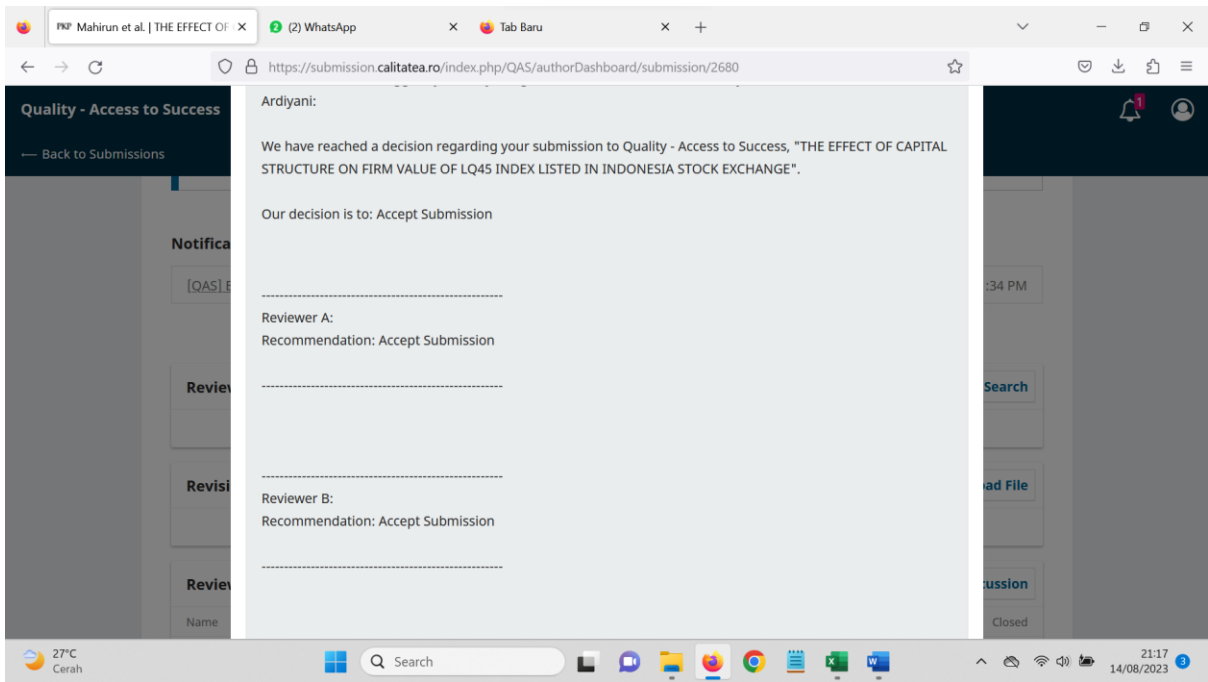 Mahirun et al. | THE EFFECT OF
(2) WhatsApp
Tab Baru
https://submission.calitatea.ro/index.php/QAS/authorDashboard/submission/2680
Quality - Access to Success
1
← Back to Submissions
Ardiyani:
We have reached a decision regarding your submission to Quality - Access to Success, "THE EFFECT OF CAPITAL
STRUCTURE ON FIRM VALUE OF LQ45 INDEX LISTED IN INDONESIA STOCK EXCHANGE".
Our decision is to: Accept Submission
Notifica
[QAS] E
:34 PM
------------------------------------------------------
Reviewer A:
Recommendation: Accept Submission
------------------------------------------------------
Review
Search
------------------------------------------------------
Reviewer B:
Recommendation: Accept Submission
------------------------------------------------------
Revisi
ad File
Review
cussion
Name
Closed
27°C
Cerah
Search
21:17
14/08/2023
3